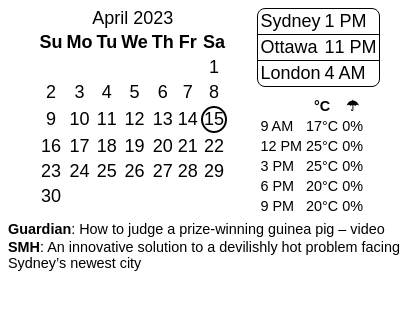 April 2023
Su Mo Tu We Th Fr Sa
1
2 3 4 5 6 7 8
9 10 11 12 13 14 15
16 17 18 19 20 21 22
23 24 25 26 27 28 29
30
Sydney 1 PM
Ottawa 11 PM
London 4 AM
°C ☂
9 AM 17°C 0%
12 PM 25°C 0%
3 PM 25°C 0%
6 PM 20°C 0%
9 PM 20°C 0%
Guardian: How to judge a prize-winning guinea pig – video
SMH: An innovative solution to a devilishly hot problem facing
Sydney’s newest city